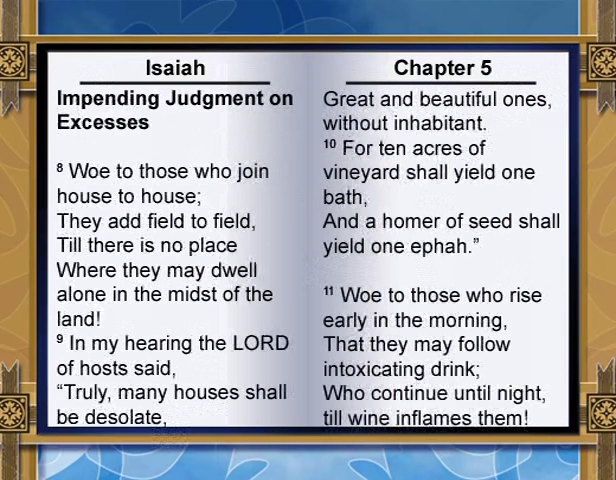 Isaiah
Impending Judgment on
Excesses
⁸ Woe to those who join
house to house;
They add field to field,
Till there is no place
Where they may dwell
alone in the midst of the
land!
⁹ In my hearing the LORD
of hosts said,
“Truly, many houses shall
be desolate,
Chapter 5
Great and beautiful ones,
without inhabitant.
¹⁰ For ten acres of
vineyard shall yield one
bath,
And a homer of seed shall
yield one ephah.”
¹¹ Woe to those who rise
early in the morning,
That they may follow
intoxicating drink;
Who continue until night,
till wine inflames them!